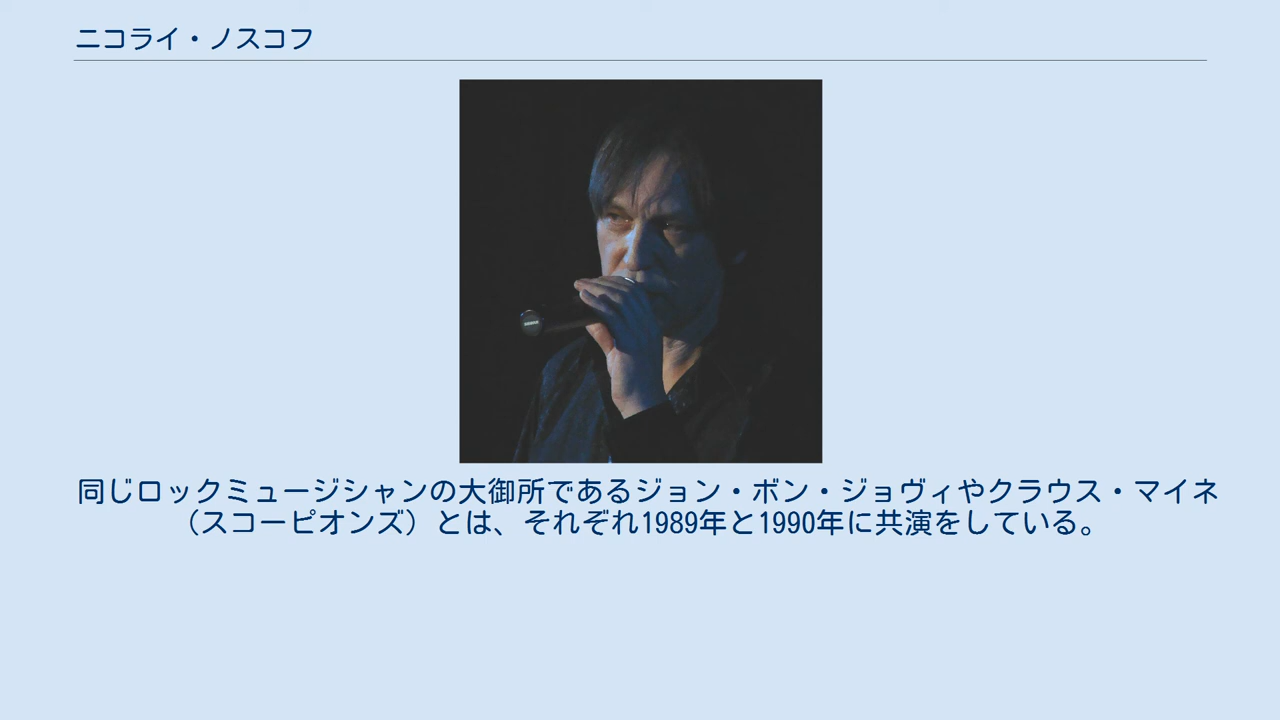 ニコライ・ノスコフ
同じロックミュージシャンの大御所であるジョン・ボン・ジョヴィやクラウス・マイネ
（スコーピオンズ）とは、それぞれ1989年と1990年に共演をしている。